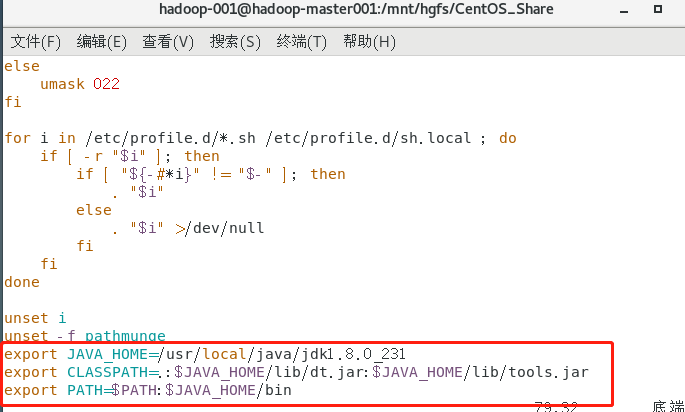 hadoop-001@hadoop-master001:/mnt/hgfs/CentOS_Share
文件(F) 编辑(E) 查看(V) 搜索(S) 终端(T) 帮助(H)
else
    umask 022
fi

for i in /etc/profile.d/*.sh /etc/profile.d/sh.local ; do
    if [ -r "$i" ]; then
        if [ "${-#*i}" != "$-" ]; then
            . "$i"
        else
            . "$i" >/dev/null
        fi
    fi
done

unset i
unset -f pathmunge
export JAVA_HOME=/usr/local/java/jdk1.8.0_231
export CLASSPATH=.:$JAVA_HOME/lib/dt.jar:$JAVA_HOME/lib/tools.jar
export PATH=$PATH:$JAVA_HOME/bin
79,32 底端